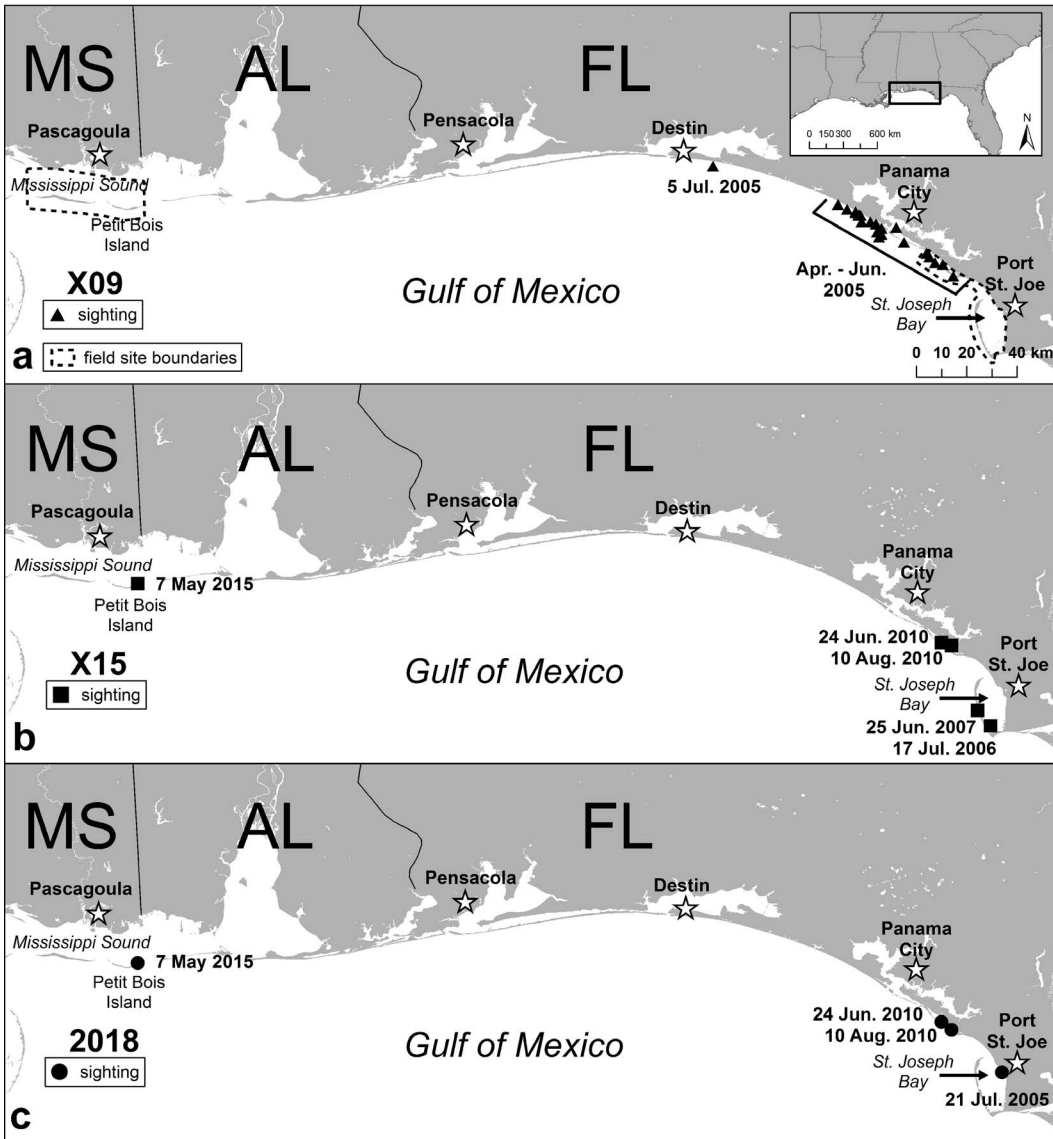 MS
AL
FL
0 150 300 600 km
N
Pascagoula
Pensacola
Destin
Mississippi Sound
5 Jul. 2005
Panama
City
Petit Bois
Island
X09
sighting
Gulf of Mexico
Apr. - Jun.
2005
Port
St. Joe
St. Joseph
Bay
a
field site boundaries
0 10 20 40 km
MS
AL
FL
Pascagoula
Pensacola
Destin
Mississippi Sound
7 May 2015
Petit Bois
Island
Panama
City
X15
sighting
Gulf of Mexico
24 Jun. 2010
10 Aug. 2010
Port
St. Joe
St. Joseph
Bay
25 Jun. 2007
17 Jul. 2006
b
MS
AL
FL
Pascagoula
Pensacola
Destin
Mississippi Sound
7 May 2015
Petit Bois
Island
Panama
City
2018
sighting
Gulf of Mexico
24 Jun. 2010
10 Aug. 2010
Port
St. Joe
St. Joseph
Bay
21 Jul. 2005
c